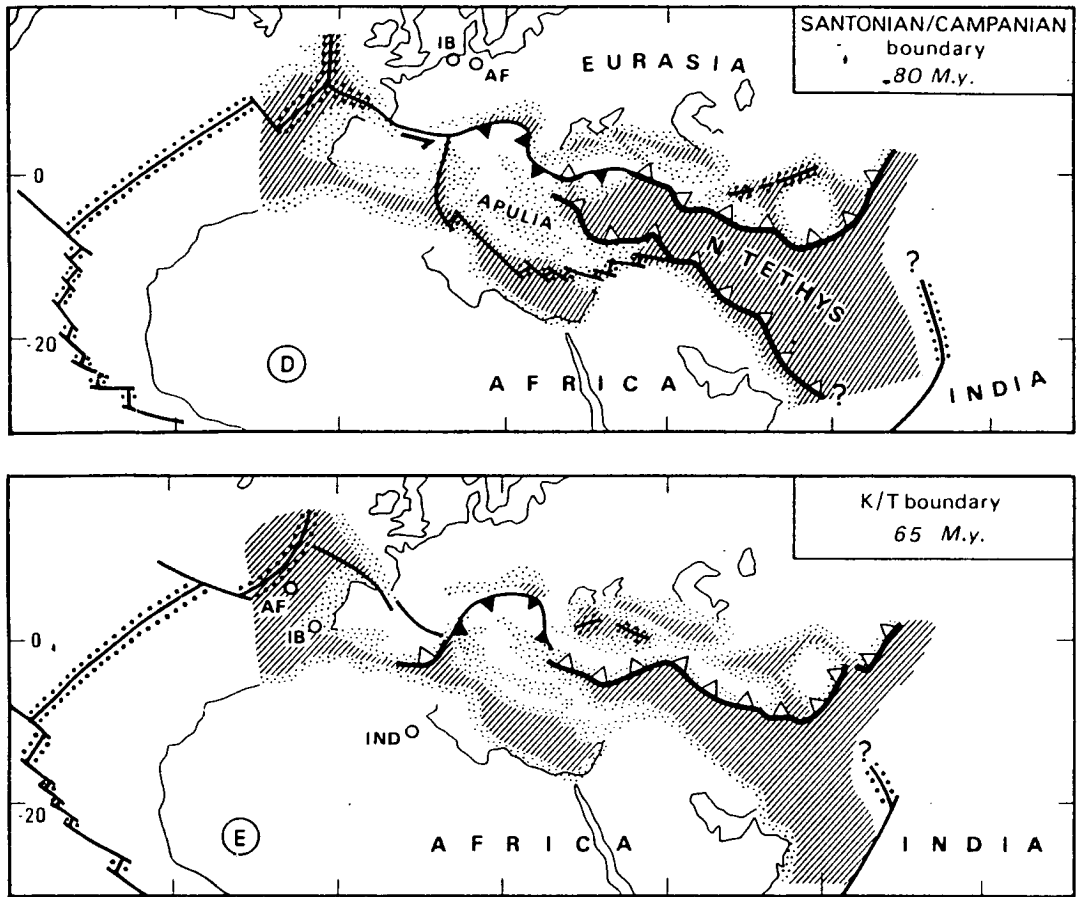 SANTONIAN/CAMPANIAN
boundary
80 M.y.
IB
AF
EURASIA
0
APULIA
N TETHYS
?
-20
D
AFRICA
?
INDIA
K/T boundary
65 M.y.
AF
0
IB
IND
?
-20
E
AFRICA
INDIA